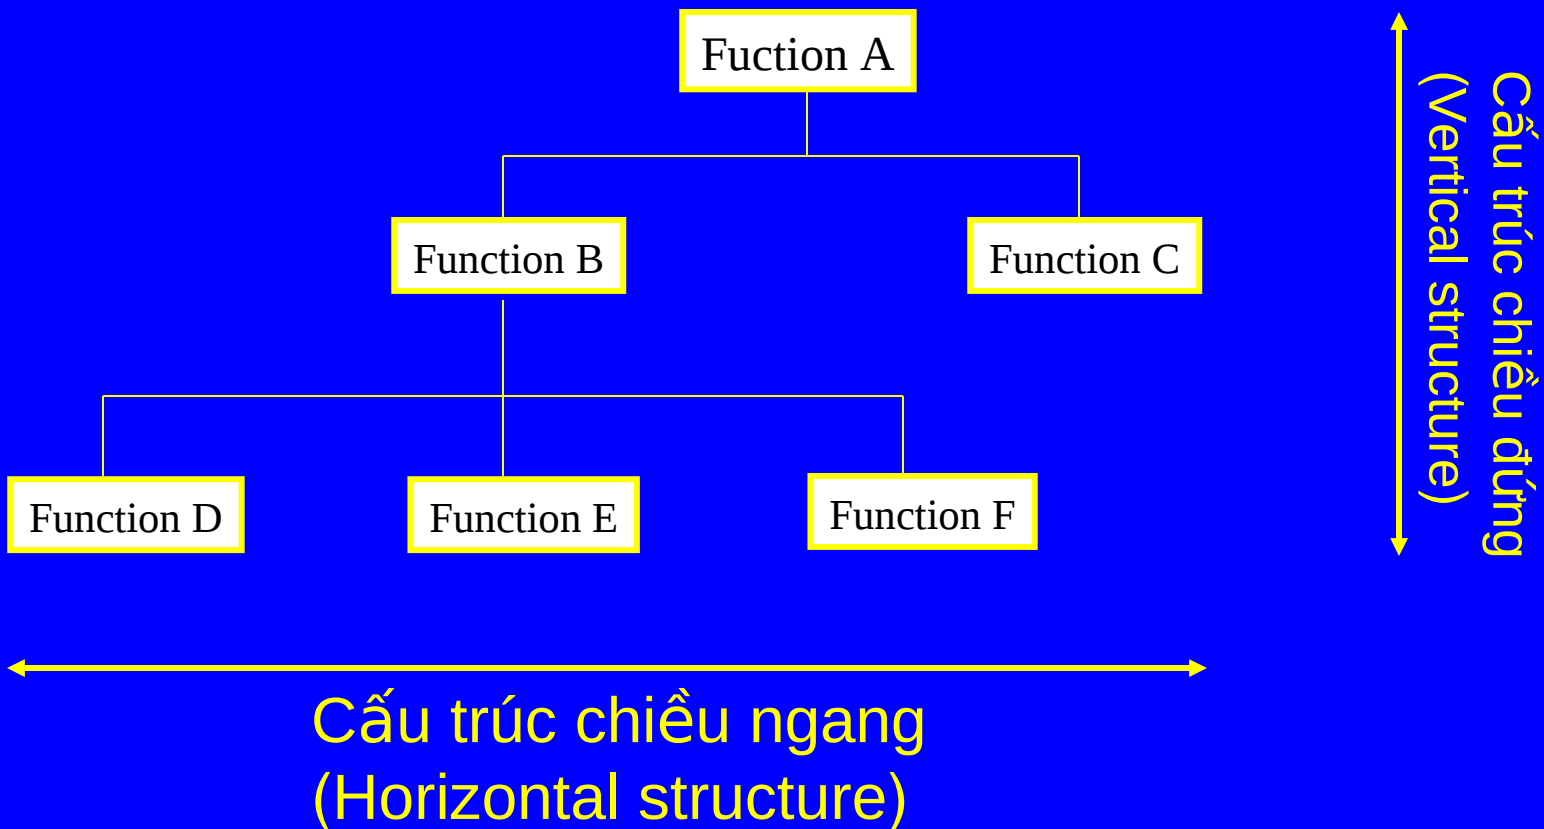 Fuction A
Function B
Function C
Function D
Function E
Function F
Cấu trúc chiều đứng
(Vertical structure)
Cấu trúc chiều ngang
(Horizontal structure)